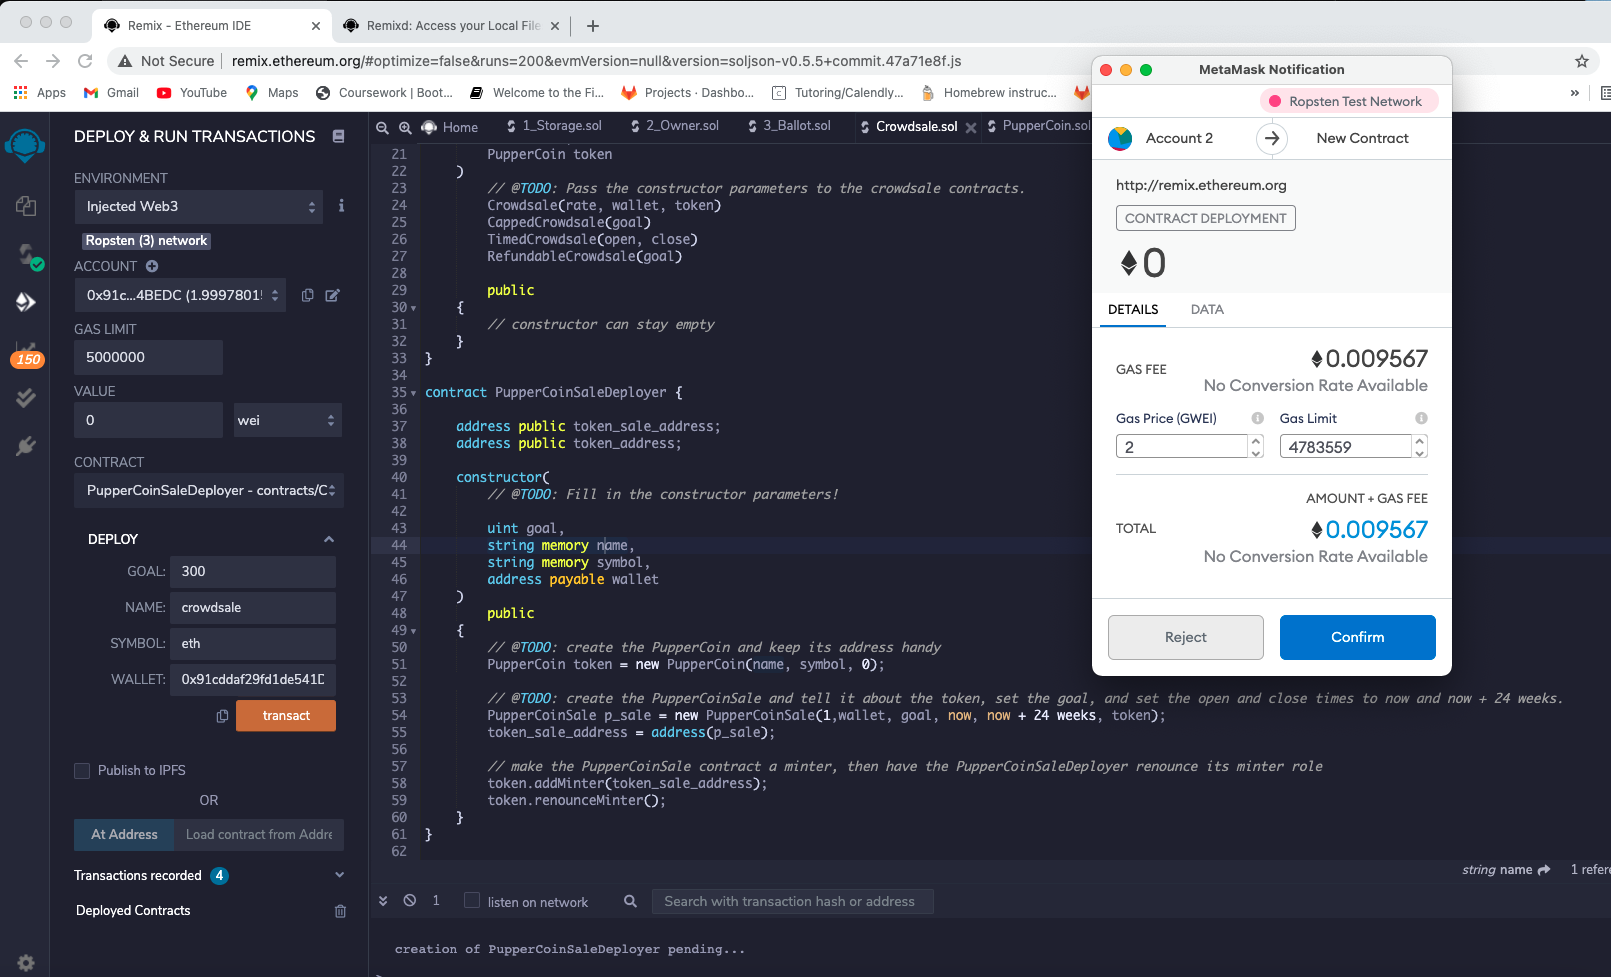 Remix - Ethereum IDE
Remixd: Access your Local File
Not Secure
remix.ethereum.org/#optimize=false&runs=200&evmVersion=null&version=soljson-v0.5.5+commit.47a71e8f.js
Apps
Gmail
YouTube
Maps
Coursework | Boot...
Welcome to the Fi...
Projects · Dashbo...
Tutoring/Calendly...
Homebrew instruc...
»
DEPLOY & RUN TRANSACTIONS
ENVIRONMENT
Injected Web3
Ropsten (3) network
ACCOUNT
0x91c...4BEDC (1.9997801
GAS LIMIT
5000000
VALUE
0
wei
CONTRACT
PupperCoinSaleDeployer - contracts/C
DEPLOY
GOAL: 300
NAME: crowdsale
SYMBOL: eth
WALLET: 0x91cddaf29fd1de541D
transact
Publish to IPFS
OR
At Address
Load contract from Addre
Transactions recorded 4
Deployed Contracts
150
Home
1_Storage.sol
2_Owner.sol
3_Ballot.sol
Crowdsale.sol
PupperCoin.sol
21 PupperCoin token
22 )
23 // @TODO: Pass the constructor parameters to the crowdsale contracts.
24 Crowdsale(rate, wallet, token)
25 CappedCrowdsale(goal)
26 TimedCrowdsale(open, close)
27 RefundableCrowdsale(goal)
28
29 public
30 {
31 // constructor can stay empty
32 }
33 }
34
35 contract PupperCoinSaleDeployer {
36
37 address public token_sale_address;
38 address public token_address;
39
40 constructor(
41 // @TODO: Fill in the constructor parameters!
42
43 uint goal,
44 string memory name,
45 string memory symbol,
46 address payable wallet
47 )
48 public
49 {
50 // @TODO: create the PupperCoin and keep its address handy
51 PupperCoin token = new PupperCoin(name, symbol, 0);
52
53 // @TODO: create the PupperCoinSale and tell it about the token, set the goal, and set the open and close times to now and now + 24 weeks.
54 PupperCoinSale p_sale = new PupperCoinSale(1,wallet, goal, now, now + 24 weeks, token);
55 token_sale_address = address(p_sale);
56
57 // make the PupperCoinSale contract a minter, then have the PupperCoinSaleDeployer renounce its minter role
58 token.addMinter(token_sale_address);
59 token.renounceMinter();
60 }
61 }
62
string name
1 refere
1
listen on network
Search with transaction hash or address
creation of PupperCoinSaleDeployer pending...
MetaMask Notification
Ropsten Test Network
Account 2
New Contract
http://remix.ethereum.org
CONTRACT DEPLOYMENT
0
DETAILS
DATA
GAS FEE
0.009567
No Conversion Rate Available
Gas Price (GWEI)
Gas Limit
2
4783559
AMOUNT + GAS FEE
TOTAL
0.009567
No Conversion Rate Available
Reject
Confirm